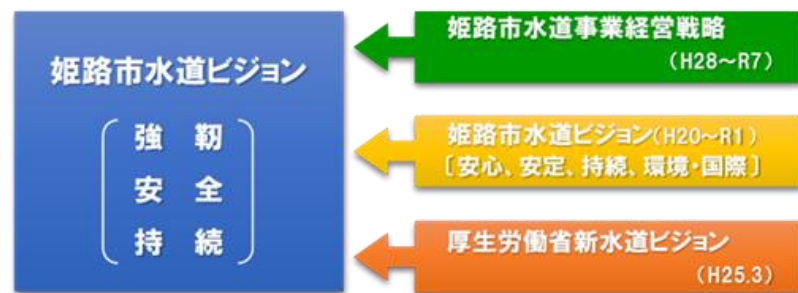 姫路市水道ビジョン
強 靭
安 全
持 続
姫路市水道事業経営戦略
(H28～R7)
姫路市水道ビジョン(H20～R1)
〔安心、安定、持続、環境・国際〕
厚生労働省新水道ビジョン
(H25.3)